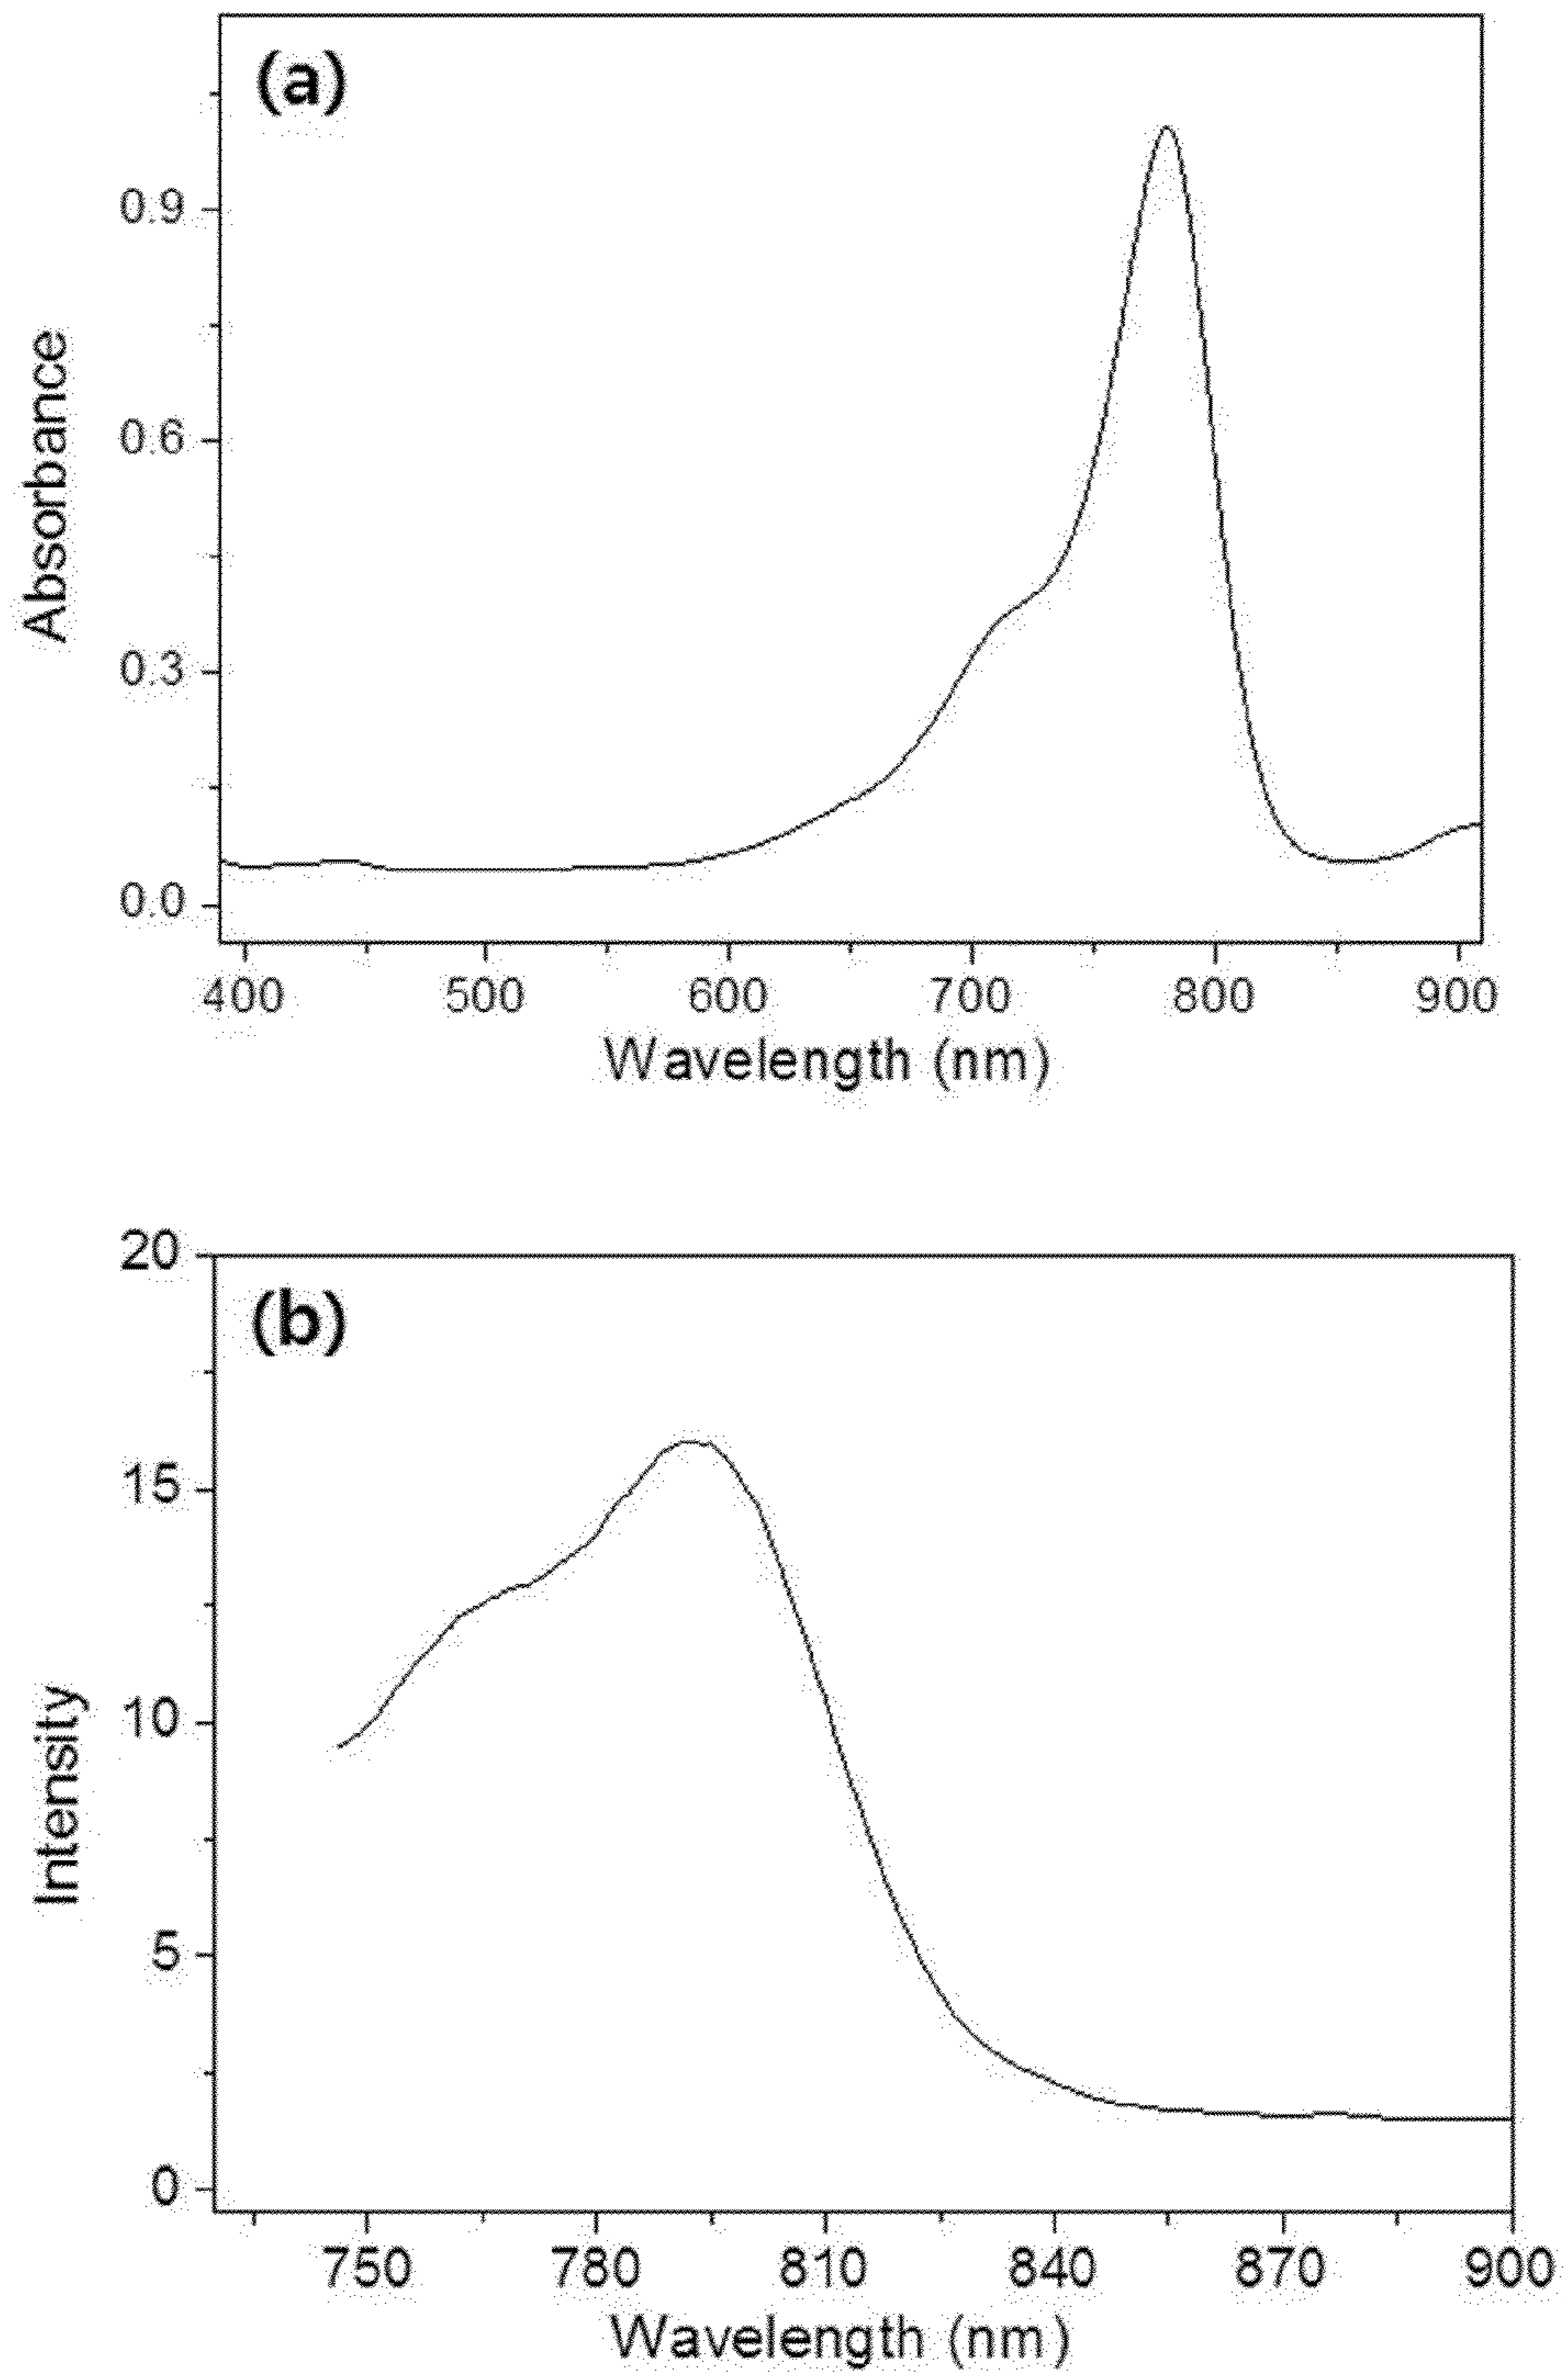 (a)
0.9
0.6
0.3
0.0
Absorbance
400 500 600 700 800 900
Wavelength (nm)
(b)
20
15
10
5
0
Intensity
750 780 810 840 870 900
Wavelength (nm)